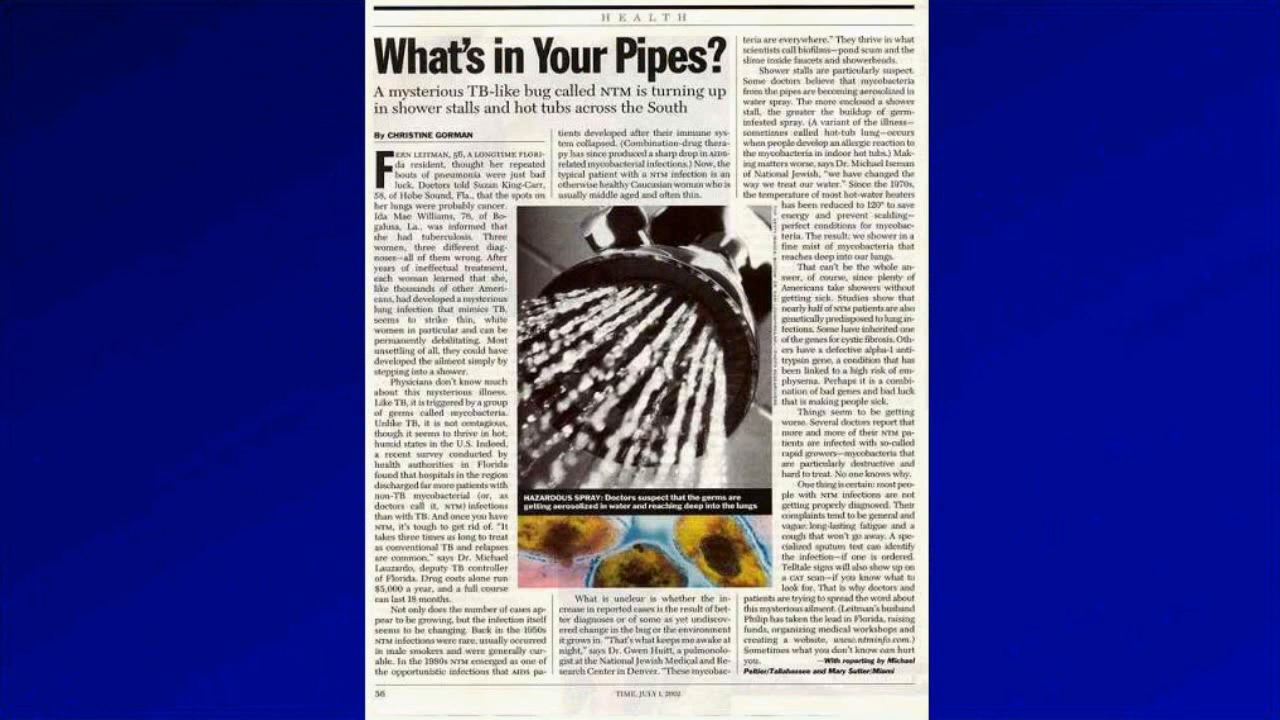 HEALTH
What's in Your Pipes?
A mysterious TB-like bug called NTM is turning up
in shower stalls and hot tubs across the South
By CHRISTINE GORMAN
FERN LEITMAN, 56, A LONGTIME FLORI-
da resident, thought her repeated
bouts of pneumonia were just bad
luck. Doctors told Suzan King-Carr,
58, of Hobe Sound, Fla., that the spots on
her lungs were probably cancer.
Ida Mae Williams, 76, of Bo-
galusa, La., was informed that
she had tuberculosis. Three
women, three different diag-
noses—all of them wrong. After
years of ineffectual treatment,
each woman learned that she,
like thousands of other Ameri-
cans, had developed a mysterious
lung infection that mimics TB,
seems to strike thin, white
women in particular and can be
permanently debilitating. Most
unsettling of all, they could have
developed the ailment simply by
stepping into a shower.
Physicians don't know much
about this mysterious illness.
Like TB, it is triggered by a group
of germs called mycobacteria.
Unlike TB, it is not contagious,
though it seems to thrive in hot,
humid states in the U.S. Indeed,
a recent survey conducted by
health authorities in Florida
found that hospitals in the region
discharged far more patients with
non-TB mycobacterial (or, as
doctors call it, NTM) infections
than with TB. And once you have
NTM, it's tough to get rid of. "It
takes three times as long to treat
as conventional TB and relapses
are common," says Dr. Michael
Lauzardo, deputy TB controller
of Florida. Drug costs alone run
$5,000 a year, and a full course
can last 18 months.
Not only does the number of cases ap-
pear to be growing, but the infection itself
seems to be changing. Back in the 1950s
NTM infections were rare, usually occurred
in male smokers and were generally cur-
able. In the 1980s NTM emerged as one of
the opportunistic infections that AIDS pa-
tients developed after their immune sys-
tem collapsed. (Combination-drug thera-
py has since produced a sharp drop in AIDS-
related mycobacterial infections.) Now, the
typical patient with a NTM infection is an
otherwise healthy Caucasian woman who is
usually middle aged and often thin.
HAZARDOUS SPRAY: Doctors suspect that the germs are
getting aerosolized in water and reaching deep into the lungs
What is unclear is whether the in-
crease in reported cases is the result of bet-
ter diagnoses or of some as yet undiscov-
ered change in the bug or the environment
it grows in. "That's what keeps me awake at
night," says Dr. Gwen Huitt, a pulmonolo-
gist at the National Jewish Medical and Re-
search Center in Denver. "These mycobac-
teria are everywhere." They thrive in what
scientists call biofilms—pond scum and the
slime inside faucets and showerheads.
Shower stalls are particularly suspect.
Some doctors believe that mycobacteria
from the pipes are becoming aerosolized in
water spray. The more enclosed a shower
stall, the greater the buildup of germ-
infested spray. (A variant of the illness—
sometimes called hot-tub lung—occurs
when people develop an allergic reaction to
the mycobacteria in indoor hot tubs.) Mak-
ing matters worse, says Dr. Michael Iseman
of National Jewish, "we have changed the
way we treat our water." Since the 1970s,
the temperature of most hot-water heaters
has been reduced to 120° to save
energy and prevent scalding—
perfect conditions for mycobac-
teria. The result: we shower in a
fine mist of mycobacteria that
reaches deep into our lungs.
That can't be the whole an-
swer, of course, since plenty of
Americans take showers without
getting sick. Studies show that
nearly half of NTM patients are also
genetically predisposed to lung in-
fections. Some have inherited one
of the genes for cystic fibrosis. Oth-
ers have a defective alpha-1 anti-
trypsin gene, a condition that has
been linked to a high risk of em-
physema. Perhaps it is a combi-
nation of bad genes and bad luck
that is making people sick.
Things seem to be getting
worse. Several doctors report that
more and more of their NTM pa-
tients are infected with so-called
rapid growers—mycobacteria that
are particularly destructive and
hard to treat. No one knows why.
One thing is certain: most peo-
ple with NTM infections are not
getting properly diagnosed. Their
complaints tend to be general and
vague: long-lasting fatigue and a
cough that won't go away. A spe-
cialized sputum test can identify
the infection—if one is ordered.
Telltale signs will also show up on
a CAT scan—if you know what to
look for. That is why doctors and
patients are trying to spread the word about
this mysterious ailment. (Leitman's husband
Philip has taken the lead in Florida, raising
funds, organizing medical workshops and
creating a website, www.ntminfo.com.)
Sometimes what you don't know can hurt
you. —With reporting by Michael
Peltier/Tallahassee and Mary Sutter/Miami
56
TIME, JULY 1, 2002